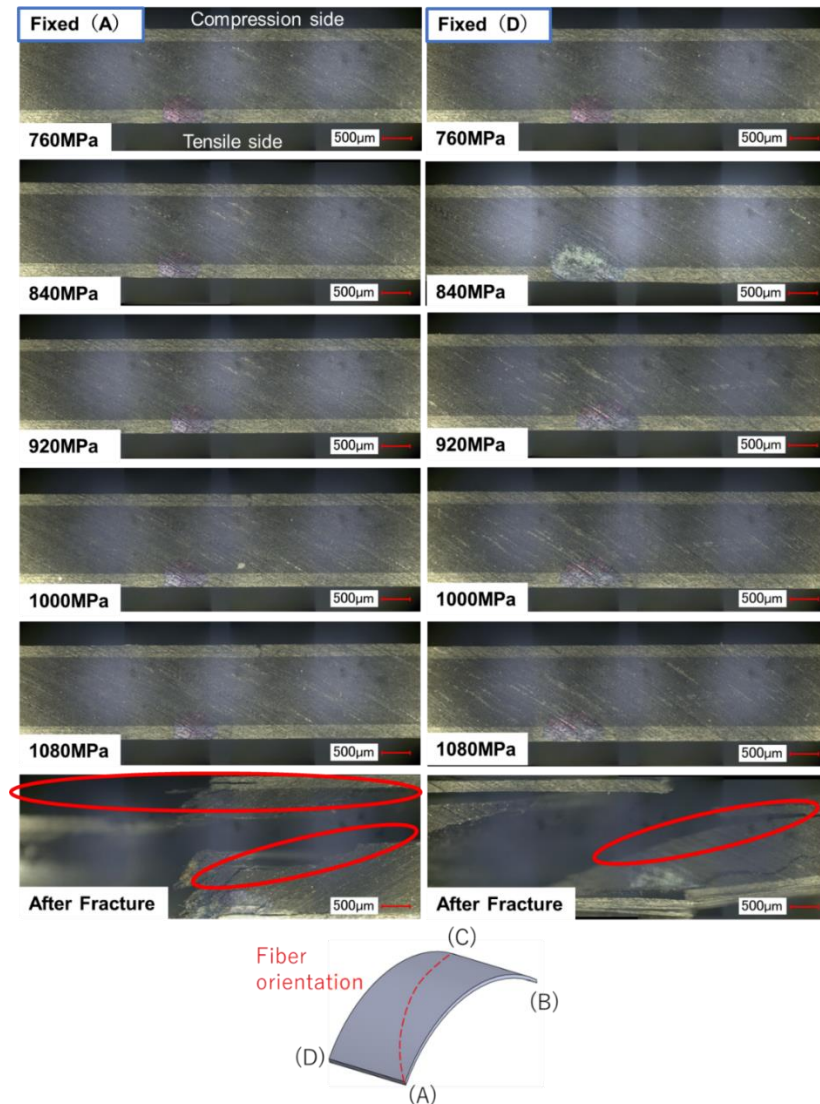 Fixed (A)
Compression side
760MPa
Tensile side
500μm
840MPa
500μm
920MPa
500μm
1000MPa
500μm
1080MPa
500μm
After Fracture
500μm
Fixed (D)
760MPa
500μm
840MPa
500μm
920MPa
500μm
1000MPa
500μm
1080MPa
500μm
After Fracture
500μm
Fiber
orientation
(C)
(B)
(D)
(A)